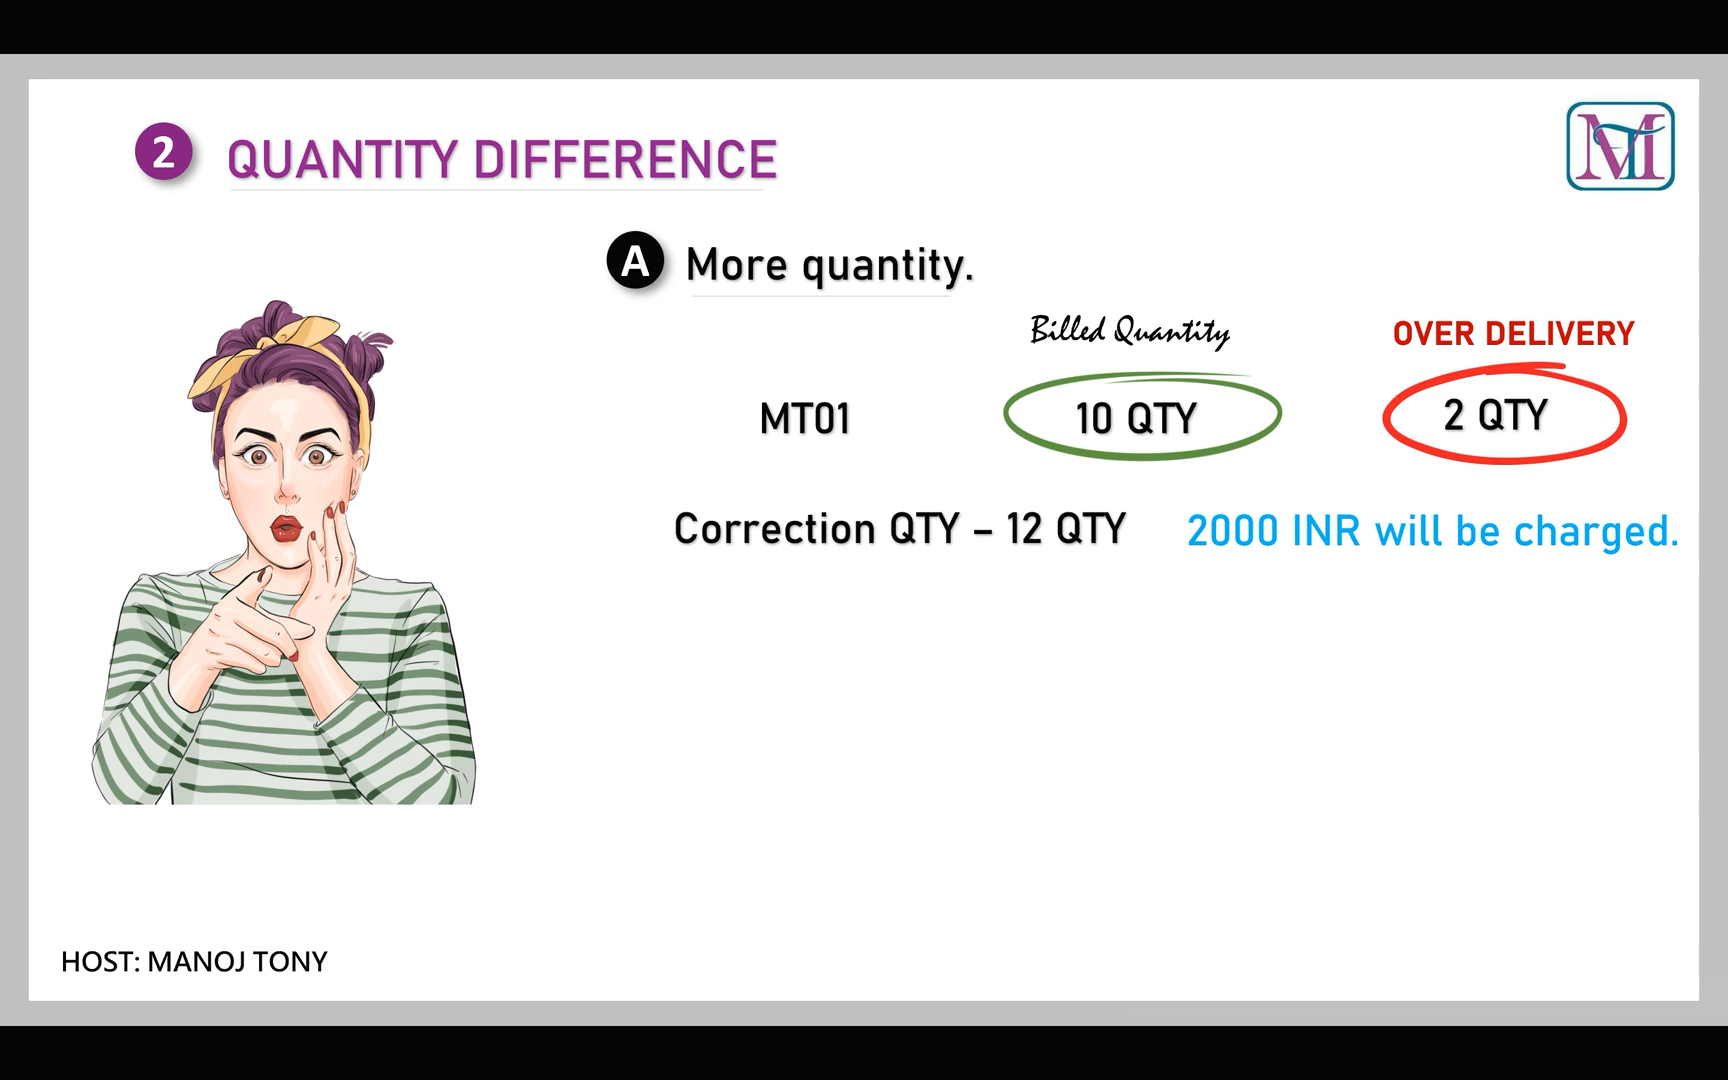 2 QUANTITY DIFFERENCE
MT
A More quantity.
Billed Quantity OVER DELIVERY
MT01 10 QTY 2 QTY
Correction QTY – 12 QTY 2000 INR will be charged.
HOST: MANOJ TONY